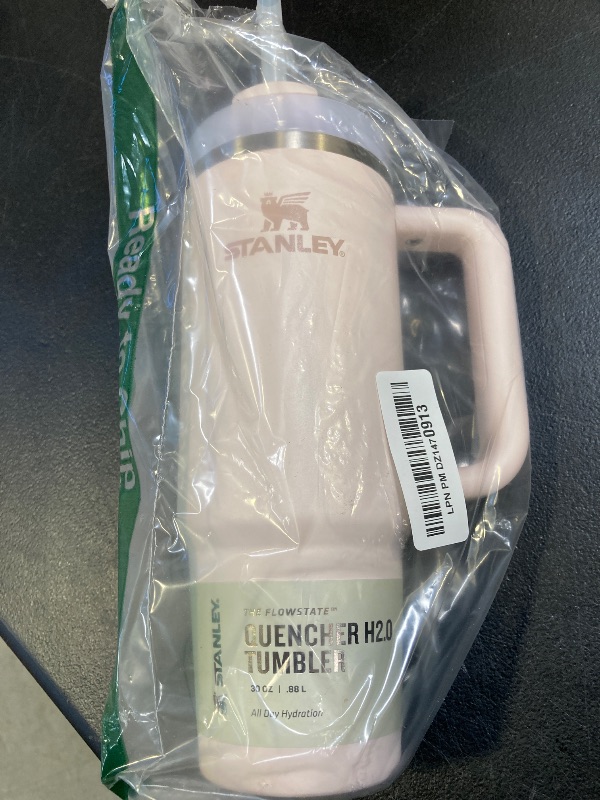 STANLEY®
Ready to Ship
LPN PM DZ1470913
STANLEY.
THE FLOWSTATE™
QUENCHER H2.0
TUMBLER
30 OZ | .88 L
All Day Hydration